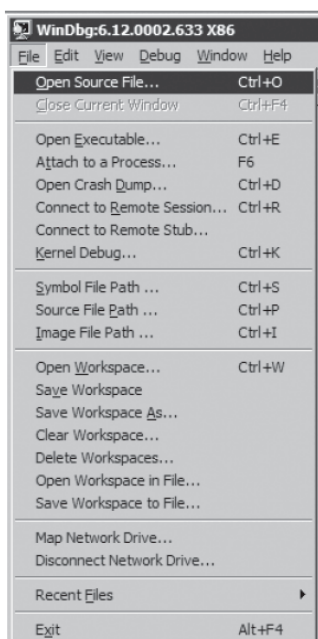 WinDbg:6.12.0002.633 X86
File Edit View Debug Window Help
Open Source File... Ctrl+O
Close Current Window Ctrl+F4
Open Executable... Ctrl+E
Attach to a Process... F6
Open Crash Dump... Ctrl+D
Connect to Remote Session... Ctrl+R
Connect to Remote Stub...
Kernel Debug... Ctrl+K
Symbol File Path ... Ctrl+S
Source File Path ... Ctrl+P
Image File Path ... Ctrl+I
Open Workspace... Ctrl+W
Save Workspace
Save Workspace As...
Clear Workspace...
Delete Workspaces...
Open Workspace in File...
Save Workspace to File...
Map Network Drive...
Disconnect Network Drive...
Recent Files
Exit Alt+F4